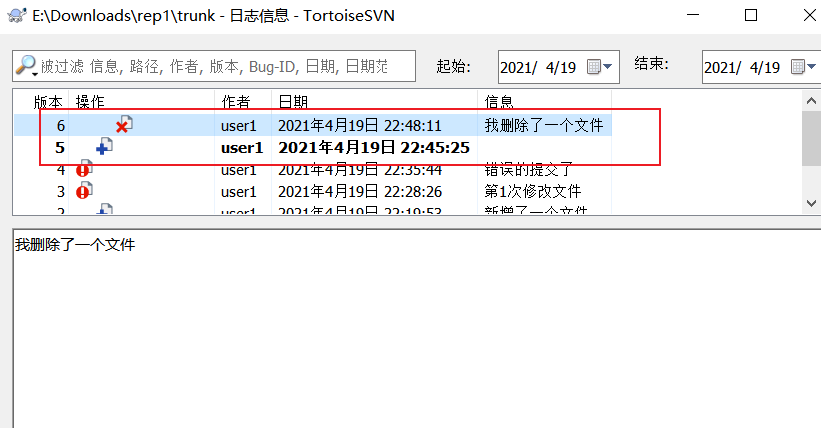 E:\Downloads\rep1\trunk - 日志信息 - TortoiseSVN
被过滤 信息, 路径, 作者, 版本, Bug-ID, 日期, 日期范 起始: 2021/ 4/19 结束: 2021/ 4/19
版本 操作 作者 日期 信息
6 user1 2021年4月19日 22:48:11 我删除了一个文件
5 user1 2021年4月19日 22:45:25
4 user1 2021年4月19日 22:35:44 错误的提交了
3 user1 2021年4月19日 22:28:26 第1次修改文件
2 user1 2021年4月19日 22:19:53 新增了一个文件
我删除了一个文件